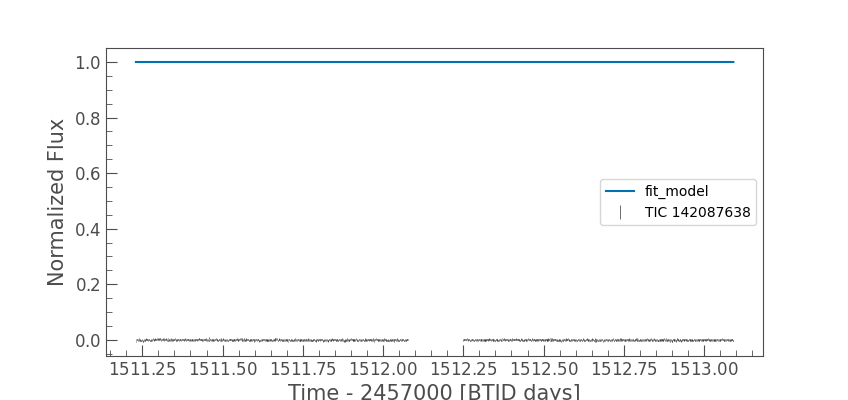 1.0
0.8
0.6
0.4
0.2
0.0
Normalized Flux
fit_model
TIC 142087638
1511.25 1511.50 1511.75 1512.00 1512.25 1512.50 1512.75 1513.00
Time - 2457000 [BTJD days]